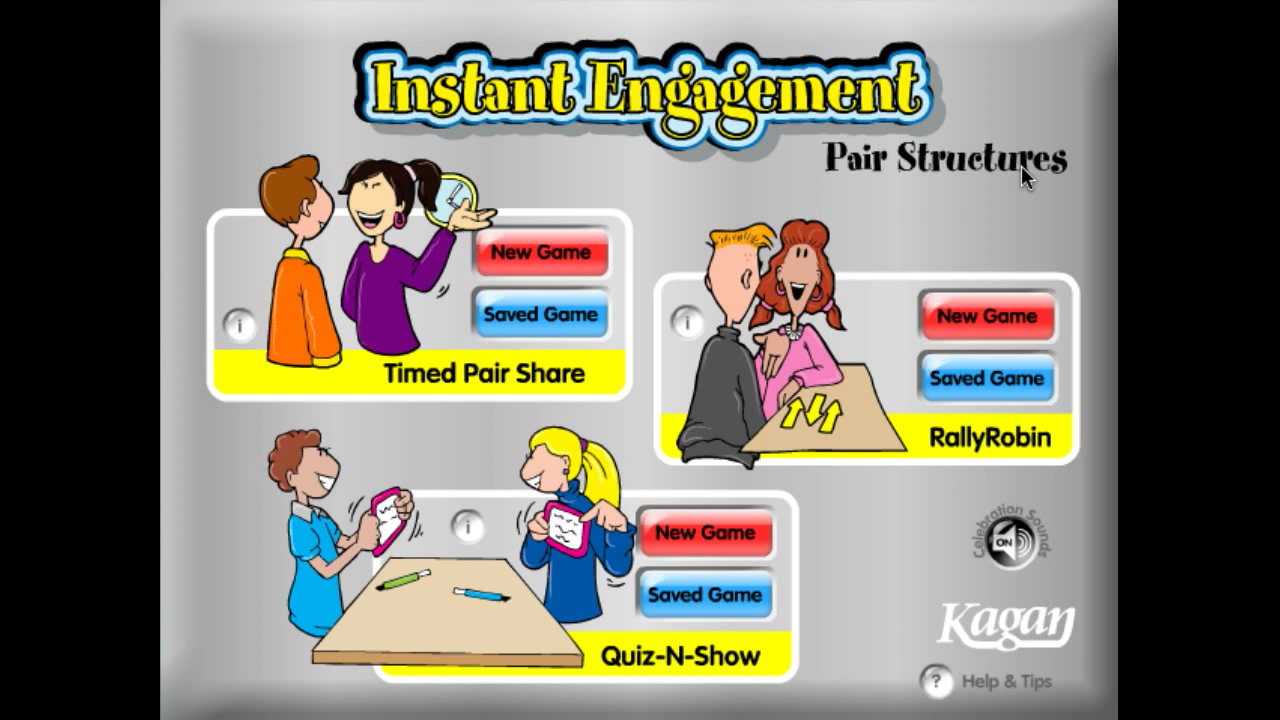 Instant Engagement
Pair Structures
New Game
Saved Game
i
Timed Pair Share
i
New Game
Saved Game
RallyRobin
i
New Game
Saved Game
Quiz-N-Show
Celebration Sounds
ON
Kagan
? Help & Tips